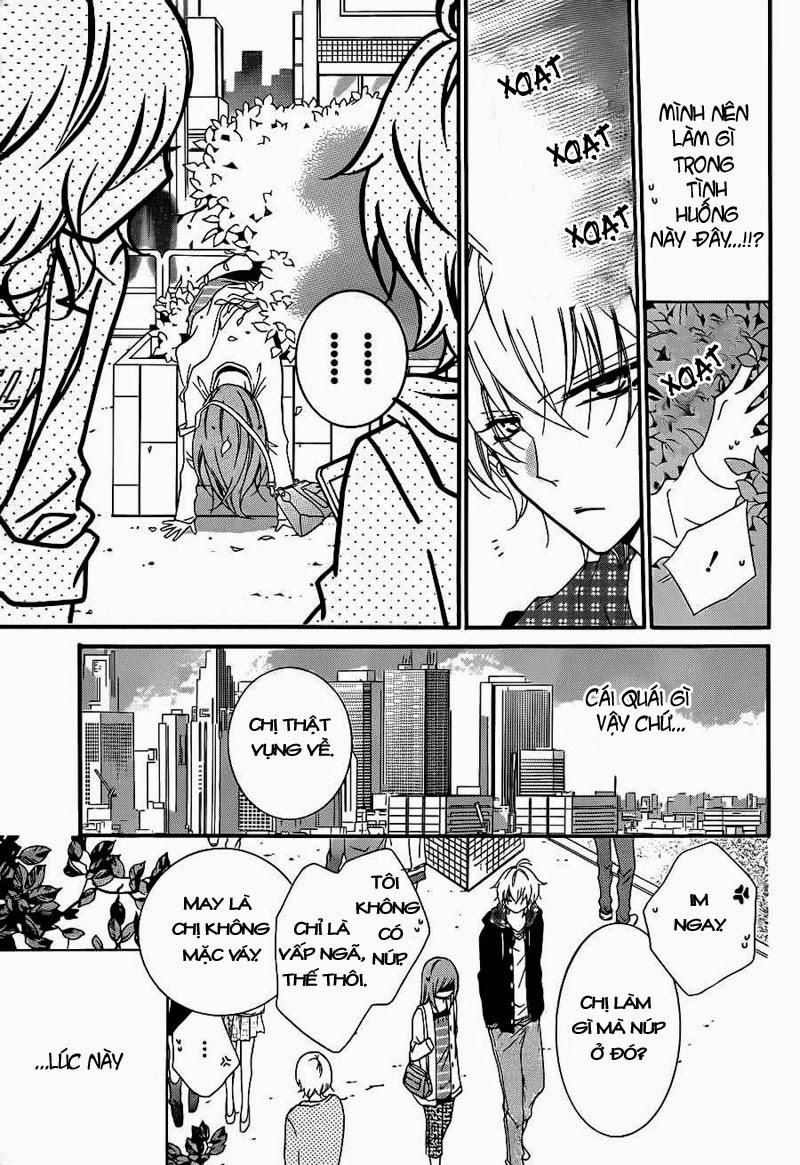 MÌNH NÊN
LÀM GÌ
TRONG
TÌNH
HUỐNG
NÀY ĐÂY...!!?
XOẠT
XOẠT
XOẠT
XOẠT
!
......
......
CÁI QUÁI GÌ
VẬY CHỨ...
CHỊ THẬT
VỤNG VỀ.
IM
NGAY.
CHỊ LÀM
GÌ MÀ NÚP
Ở ĐÓ?
TÔI
KHÔNG
CÓ
NÚP.
CHỈ LÀ
VẤP NGÃ,
THẾ THÔI.
MAY LÀ
CHỊ KHÔNG
MẶC VÁY.
...
...LÚC NÀY